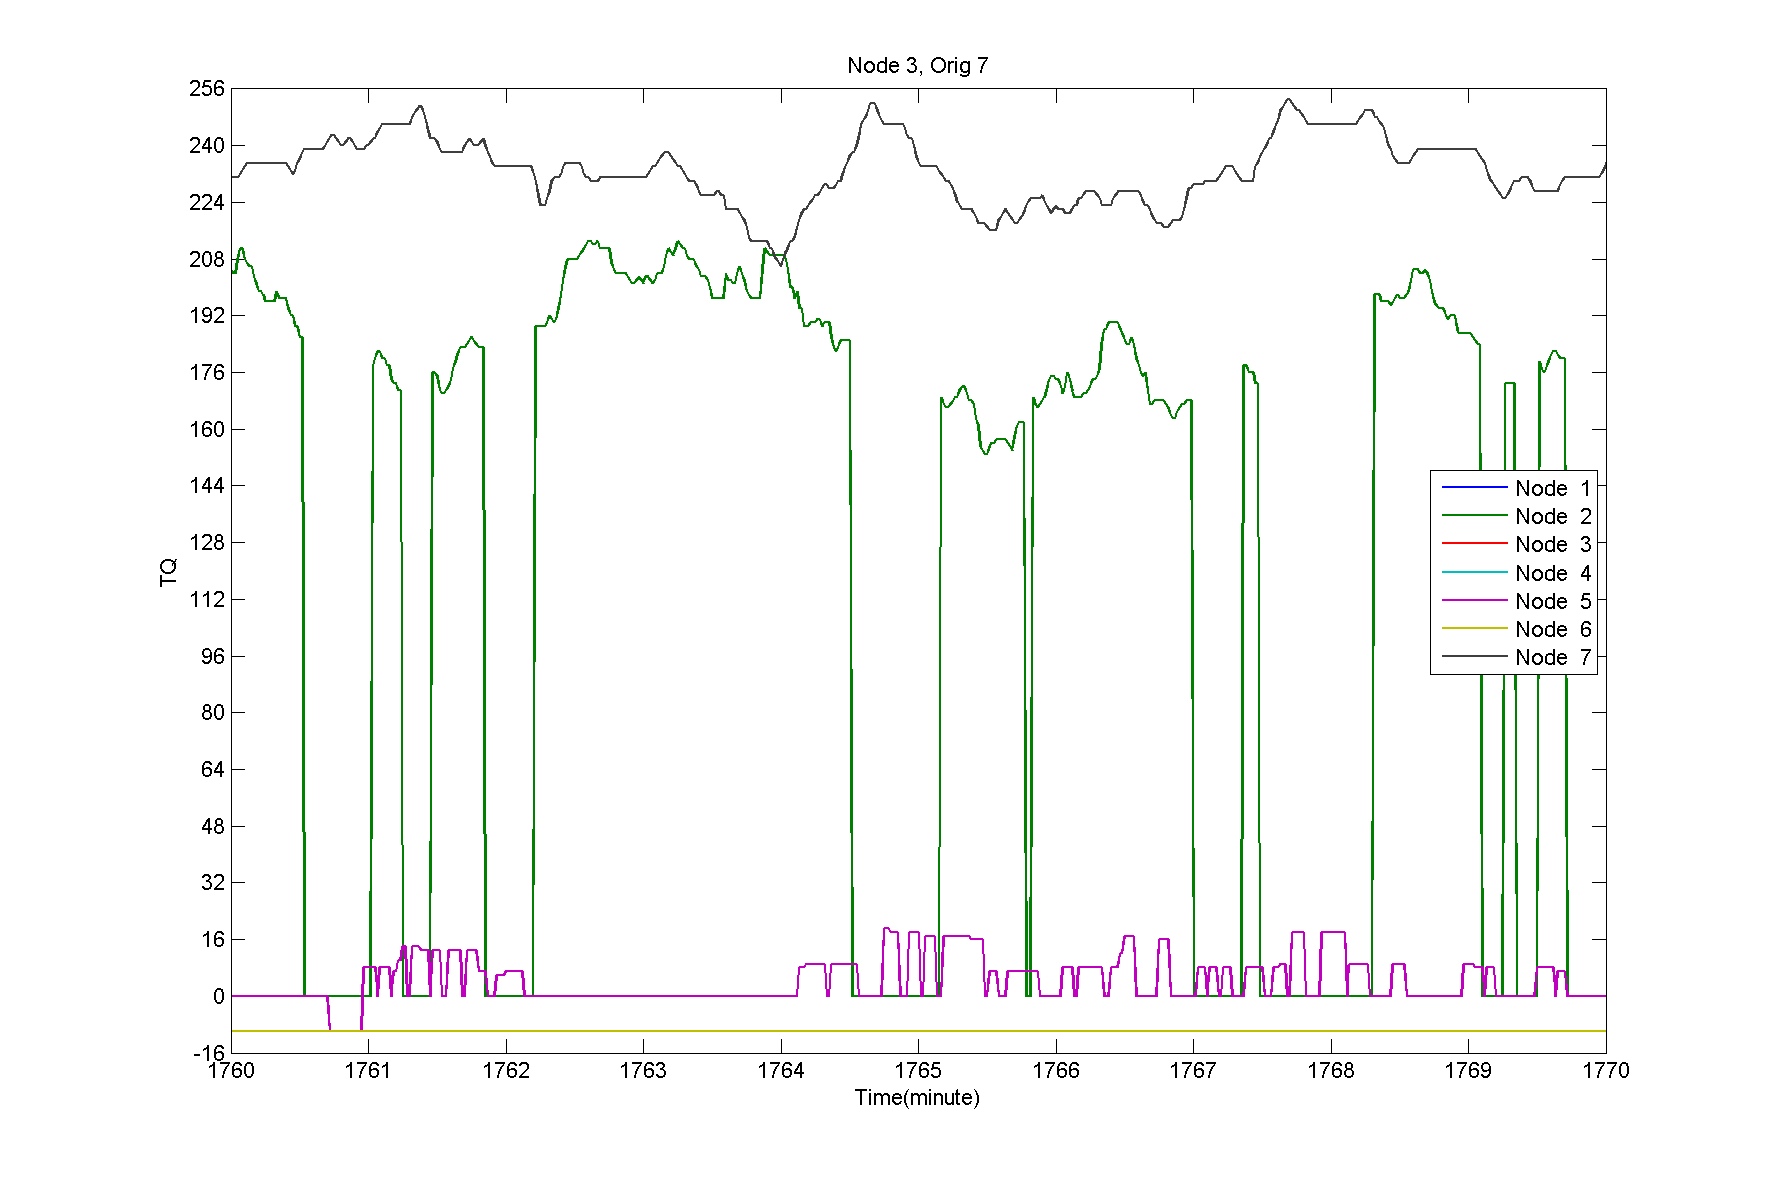 Node 3, Orig 7
256
240
224
208
192
176
160
144
128
112
96
80
64
48
32
16
0
-16
TQ
Node 1
Node 2
Node 3
Node 4
Node 5
Node 6
Node 7
1760 1761 1762 1763 1764 1765 1766 1767 1768 1769 1770
Time(minute)